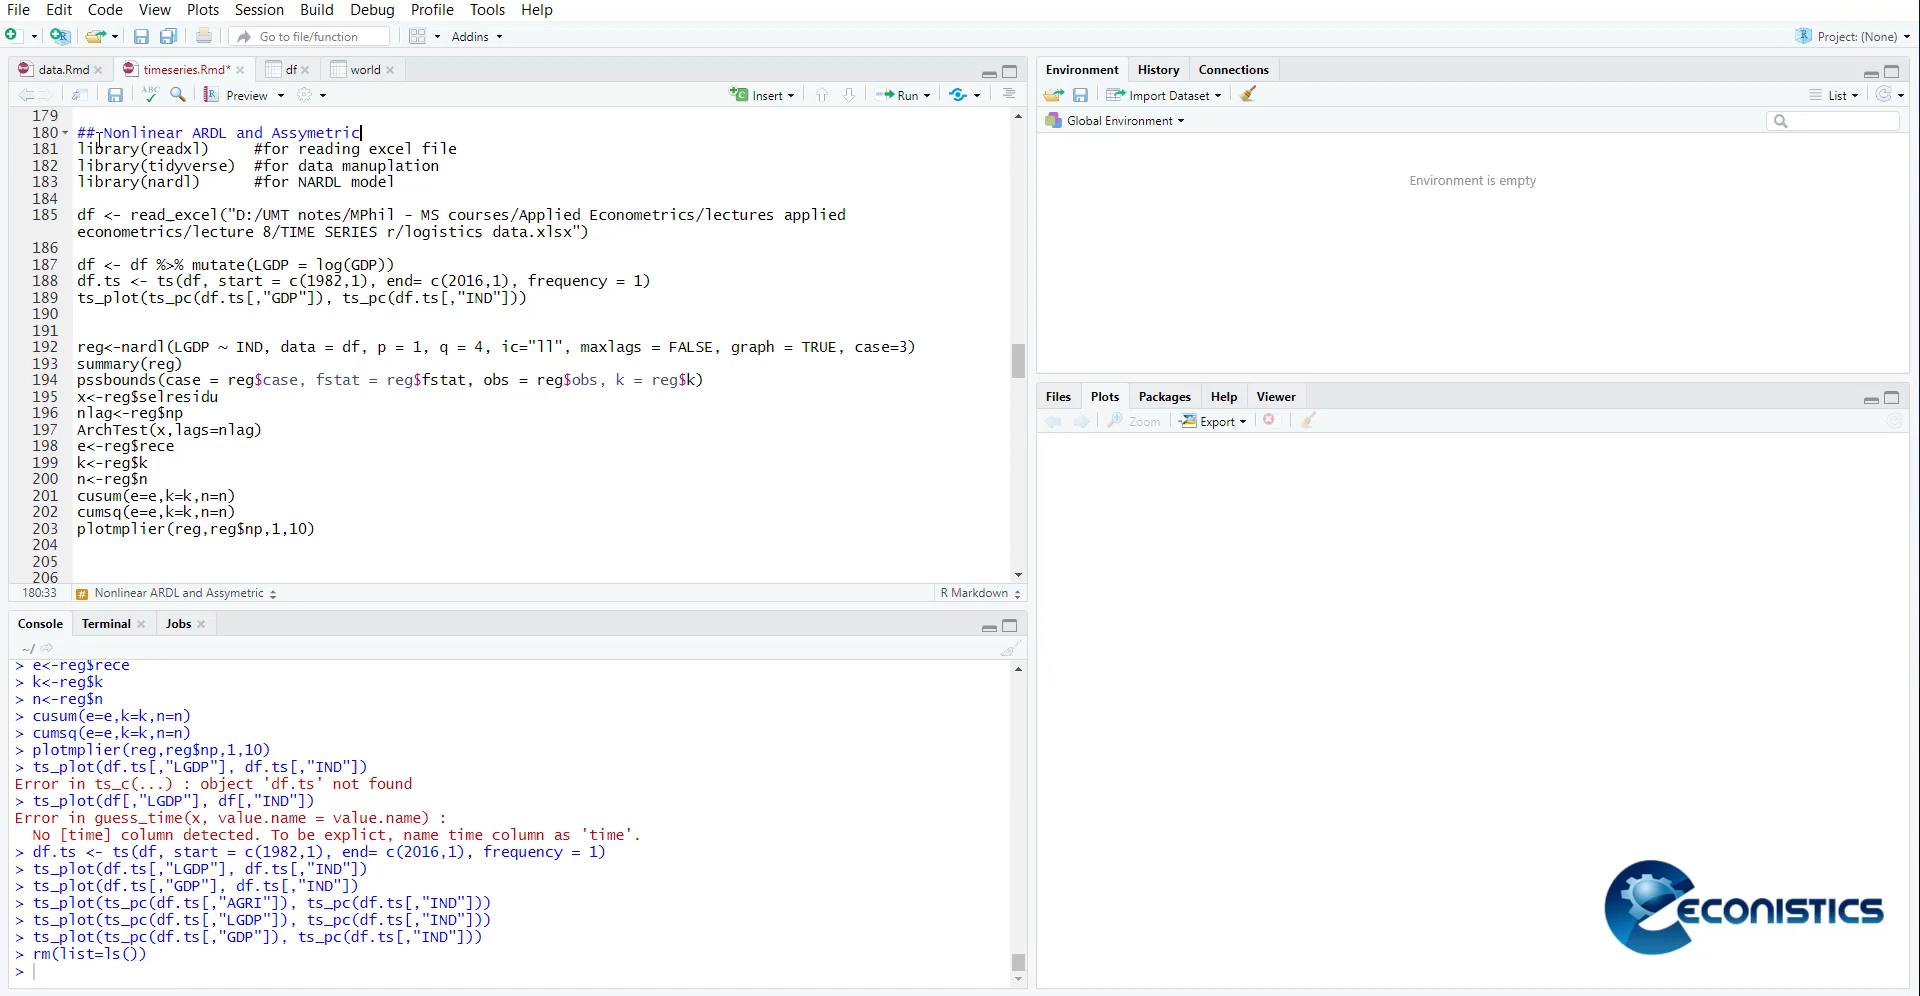 File Edit Code View Plots Session Build Debug Profile Tools Help
Go to file/function Addins Project: (None)
data.Rmd timeseries.Rmd* df world
ABC Preview Insert Run
179
180 ## Nonlinear ARDL and Assymetric
181 library(readxl) #for reading excel file
182 library(tidyverse) #for data manuplation
183 library(nardl) #for NARDL model
184
185 df <- read_excel("D:/UMT notes/MPhil - MS courses/Applied Econometrics/lectures applied
econometrics/lecture 8/TIME SERIES r/logistics data.xlsx")
186
187 df <- df %>% mutate(LGDP = log(GDP))
188 df.ts <- ts(df, start = c(1982,1), end= c(2016,1), frequency = 1)
189 ts_plot(ts_pc(df.ts[,"GDP"]), ts_pc(df.ts[,"IND"]))
190
191
192 reg<-nardl(LGDP ~ IND, data = df, p = 1, q = 4, ic="ll", maxlags = FALSE, graph = TRUE, case=3)
193 summary(reg)
194 pssbounds(case = reg$case, fstat = reg$fstat, obs = reg$obs, k = reg$k)
195 x<-reg$selresidu
196 nlag<-reg$np
197 ArchTest(x,lags=nlag)
198 e<-reg$rece
199 k<-reg$k
200 n<-reg$n
201 cusum(e=e,k=k,n=n)
202 cumsq(e=e,k=k,n=n)
203 plotmplier(reg,reg$np,1,10)
204
205
206
180:33 # Nonlinear ARDL and Assymetric R Markdown
Console Terminal Jobs
~/
> e<-reg$rece
> k<-reg$k
> n<-reg$n
> cusum(e=e,k=k,n=n)
> cumsq(e=e,k=k,n=n)
> plotmplier(reg,reg$np,1,10)
> ts_plot(df.ts[,"LGDP"], df.ts[,"IND"])
Error in ts_c(...) : object 'df.ts' not found
> ts_plot(df[,"LGDP"], df[,"IND"])
Error in guess_time(x, value.name = value.name) :
No [time] column detected. To be explict, name time column as 'time'.
> df.ts <- ts(df, start = c(1982,1), end= c(2016,1), frequency = 1)
> ts_plot(df.ts[,"LGDP"], df.ts[,"IND"])
> ts_plot(df.ts[,"GDP"], df.ts[,"IND"])
> ts_plot(ts_pc(df.ts[,"AGRI"]), ts_pc(df.ts[,"IND"]))
> ts_plot(ts_pc(df.ts[,"LGDP"]), ts_pc(df.ts[,"IND"]))
> ts_plot(ts_pc(df.ts[,"GDP"]), ts_pc(df.ts[,"IND"]))
> rm(list=ls())
>
Environment History Connections
Import Dataset List
Global Environment
Environment is empty
Files Plots Packages Help Viewer
Zoom Export
ECONISTICS